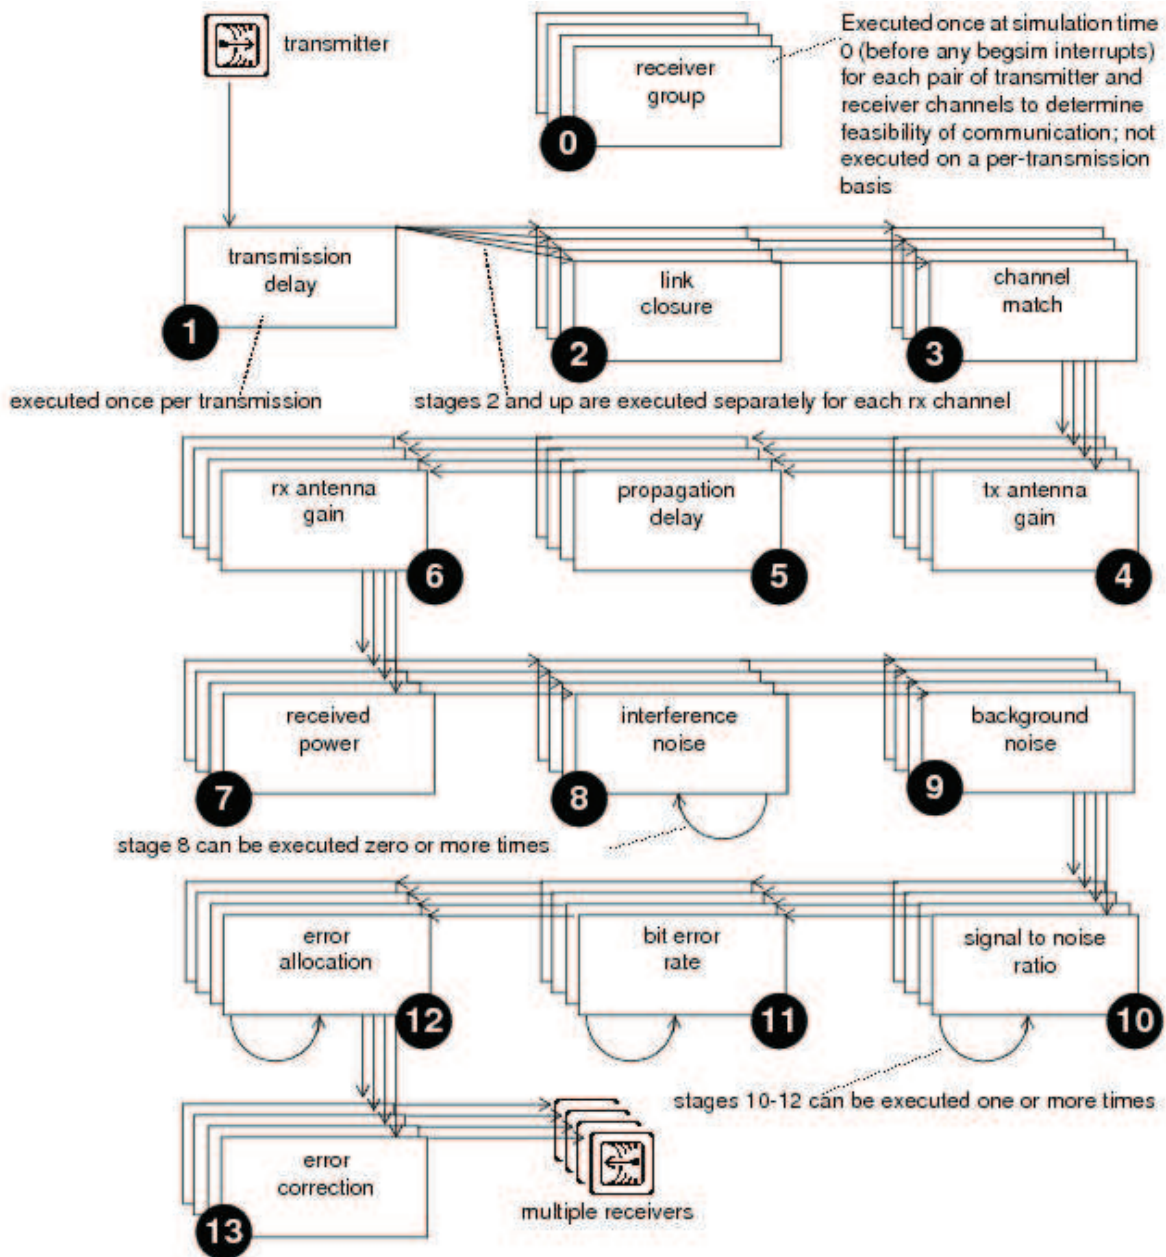 transmitter
receiver
group
0
Executed once at simulation time
0 (before any begsim interrupts)
for each pair of transmitter and
receiver channels to determine
feasibility of communication; not
executed on a per-transmission
basis
transmission
delay
1
link
closure
2
channel
match
3
executed once per transmission
stages 2 and up are executed separately for each rx channel
rx antenna
gain
6
propagation
delay
5
tx antenna
gain
4
received
power
7
interference
noise
8
background
noise
9
stage 8 can be executed zero or more times
error
allocation
12
bit error
rate
11
signal to noise
ratio
10
stages 10-12 can be executed one or more times
error
correction
13
multiple receivers